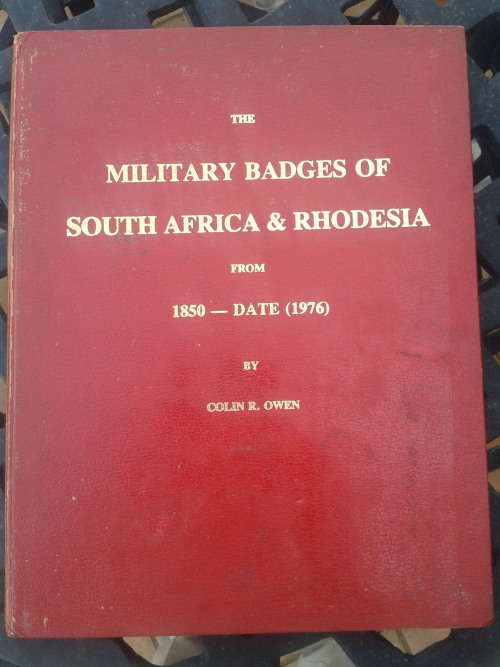 THE
MILITARY BADGES OF
SOUTH AFRICA & RHODESIA
FROM
1850 — DATE (1976)
BY
COLIN R. OWEN